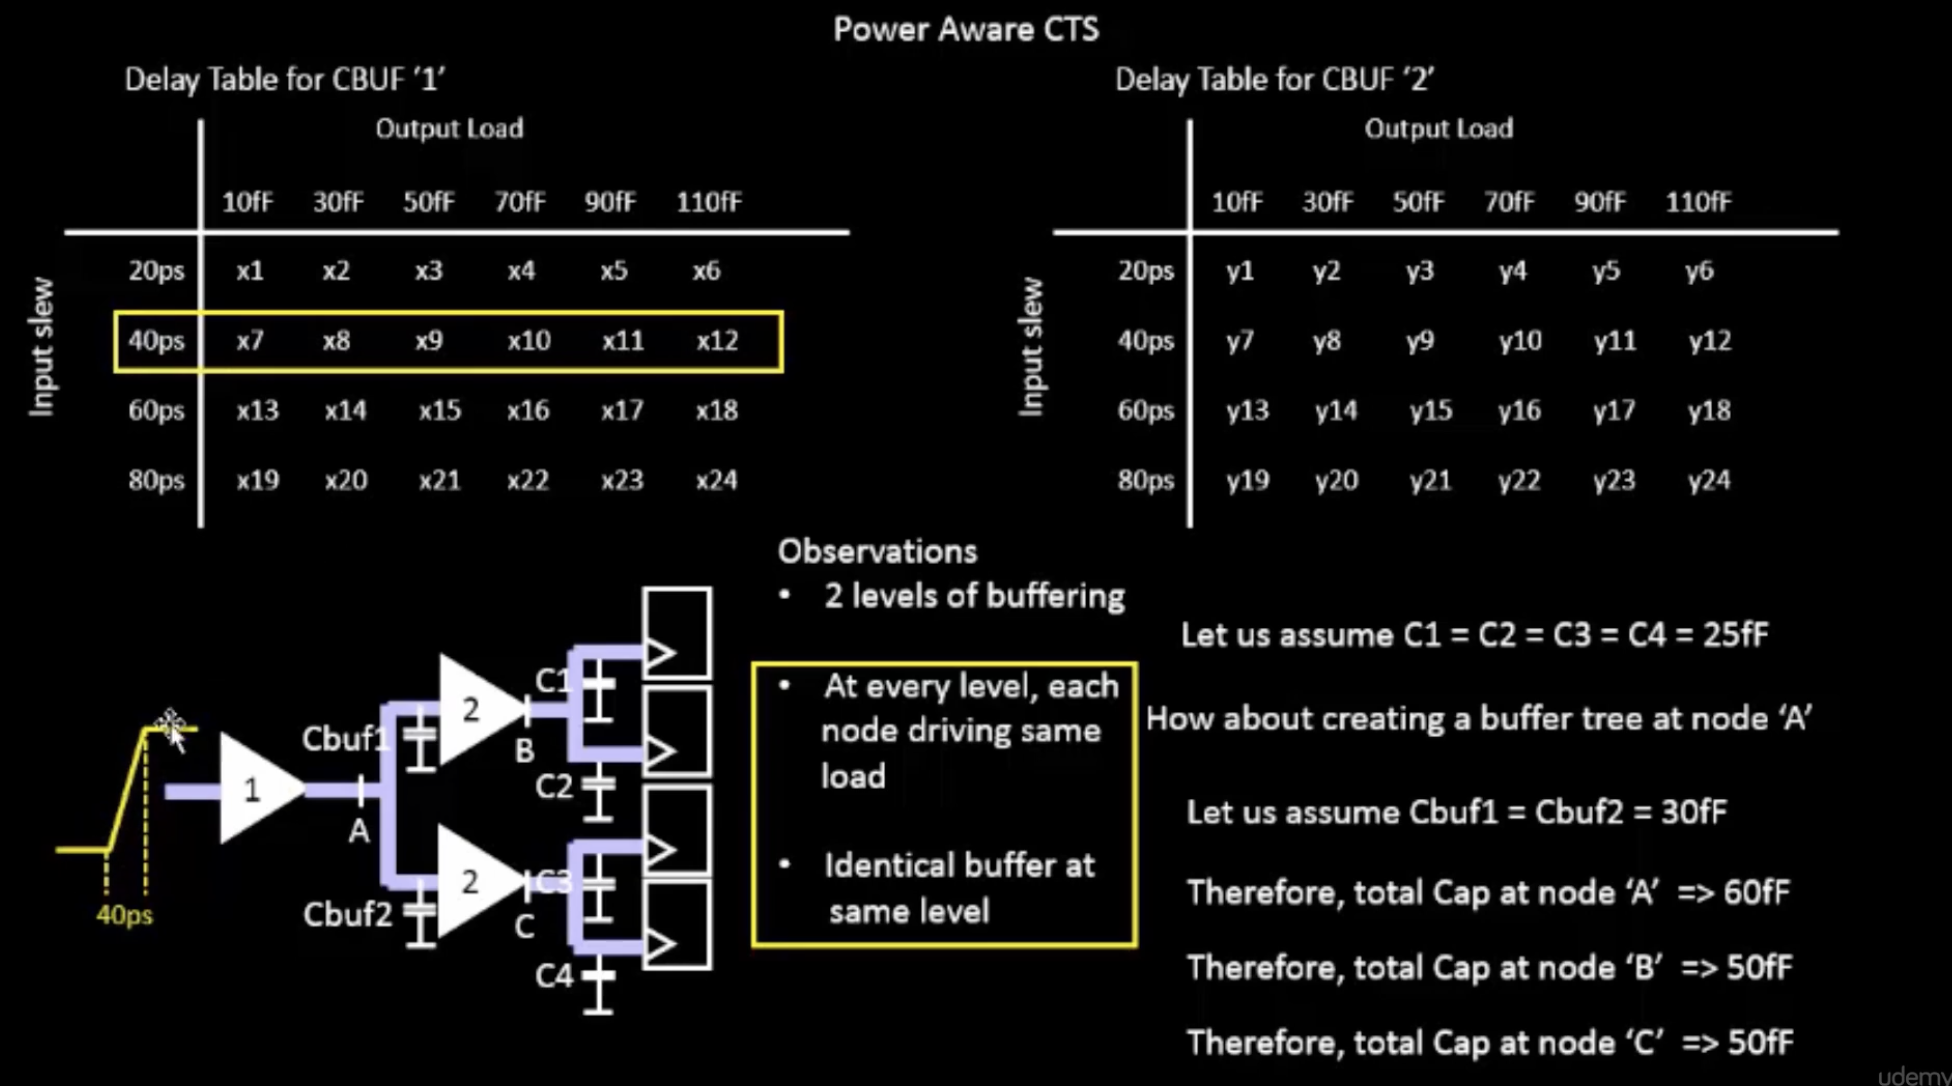 Power Aware CTS
Delay Table for CBUF '1'
Output Load
10fF 30fF 50fF 70fF 90fF 110fF
Input slew
20ps x1 x2 x3 x4 x5 x6
40ps x7 x8 x9 x10 x11 x12
60ps x13 x14 x15 x16 x17 x18
80ps x19 x20 x21 x22 x23 x24
Delay Table for CBUF '2'
Output Load
10fF 30fF 50fF 70fF 90fF 110fF
Input slew
20ps y1 y2 y3 y4 y5 y6
40ps y7 y8 y9 y10 y11 y12
60ps y13 y14 y15 y16 y17 y18
80ps y19 y20 y21 y22 y23 y24
40ps
1
A
Cbuf1
2
B
C1
C2
Cbuf2
2
C
C3
C4
Observations
• 2 levels of buffering
• At every level, each
node driving same
load
• Identical buffer at
same level
Let us assume C1 = C2 = C3 = C4 = 25fF
How about creating a buffer tree at node 'A'
Let us assume Cbuf1 = Cbuf2 = 30fF
Therefore, total Cap at node 'A' => 60fF
Therefore, total Cap at node 'B' => 50fF
Therefore, total Cap at node 'C' => 50fF
udemy